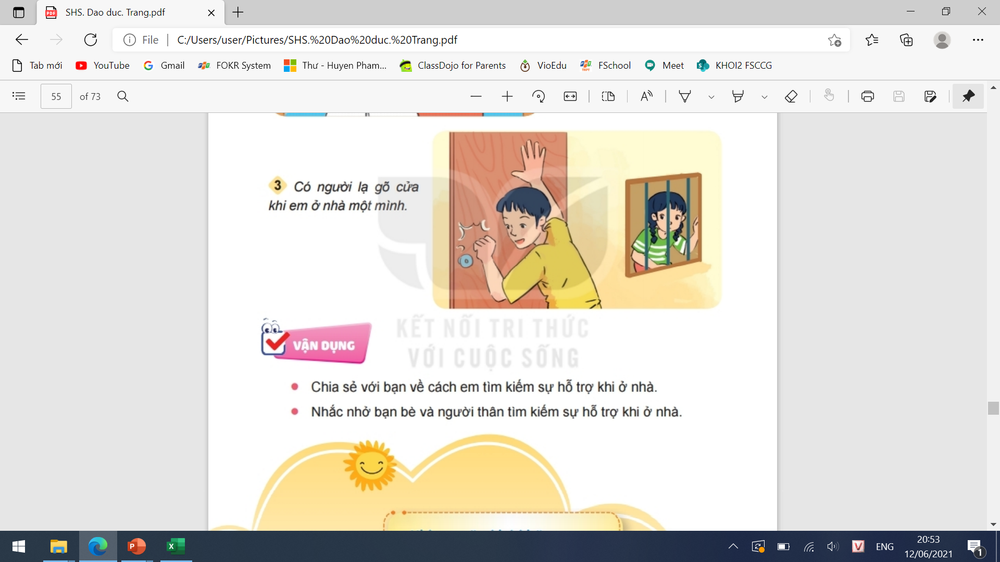 SHS. Dao duc. Trang.pdf
File
C:/Users/user/Pictures/SHS.%20Dao%20duc.%20Trang.pdf
Tab mới
YouTube
Gmail
FOKR System
Thư - Huyen Pham...
ClassDojo for Parents
VioEdu
FSchool
Meet
KHOI2 FSCCG
55 of 73
3 Có người lạ gõ cửa
khi em ở nhà một mình.
KẾT NỐI TRI THỨC
VỚI CUỘC SỐNG
VẬN DỤNG
• Chia sẻ với bạn về cách em tìm kiếm sự hỗ trợ khi ở nhà.
• Nhắc nhở bạn bè và người thân tìm kiếm sự hỗ trợ khi ở nhà.
ENG
20:53
12/06/2021
1